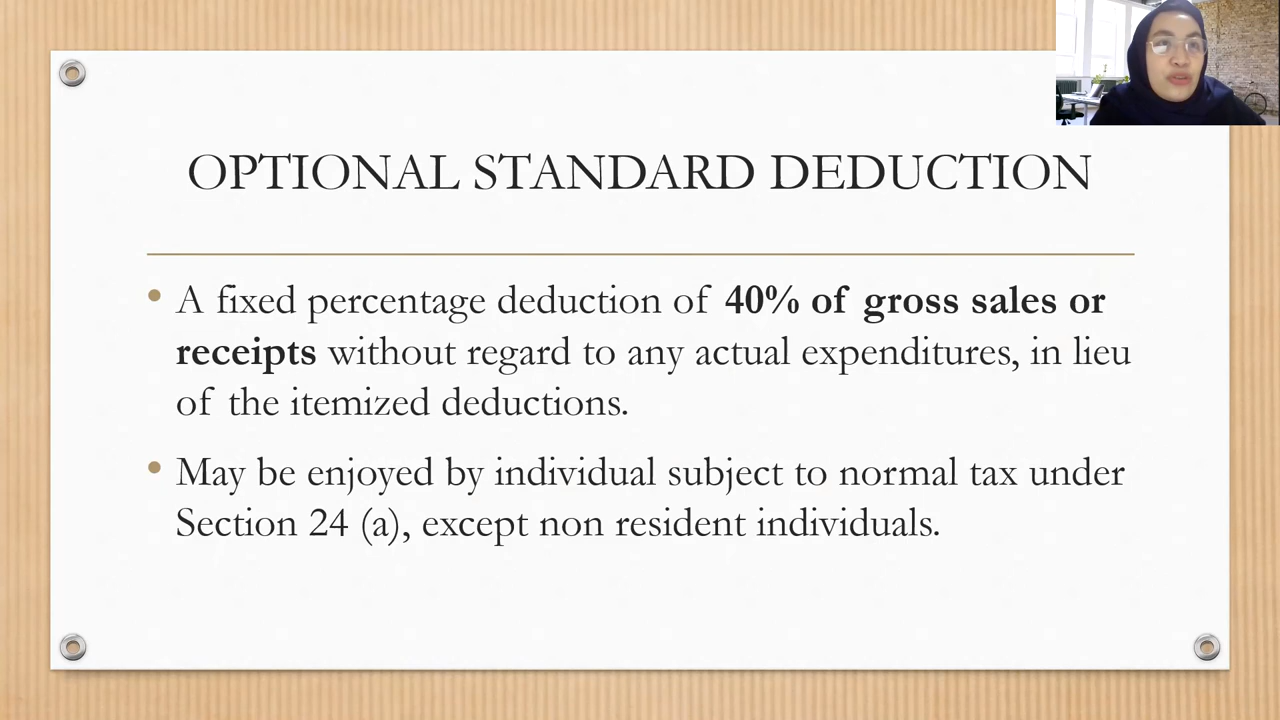 OPTIONAL STANDARD DEDUCTION
• A fixed percentage deduction of 40% of gross sales or
receipts without regard to any actual expenditures, in lieu
of the itemized deductions.
• May be enjoyed by individual subject to normal tax under
Section 24 (a), except non resident individuals.